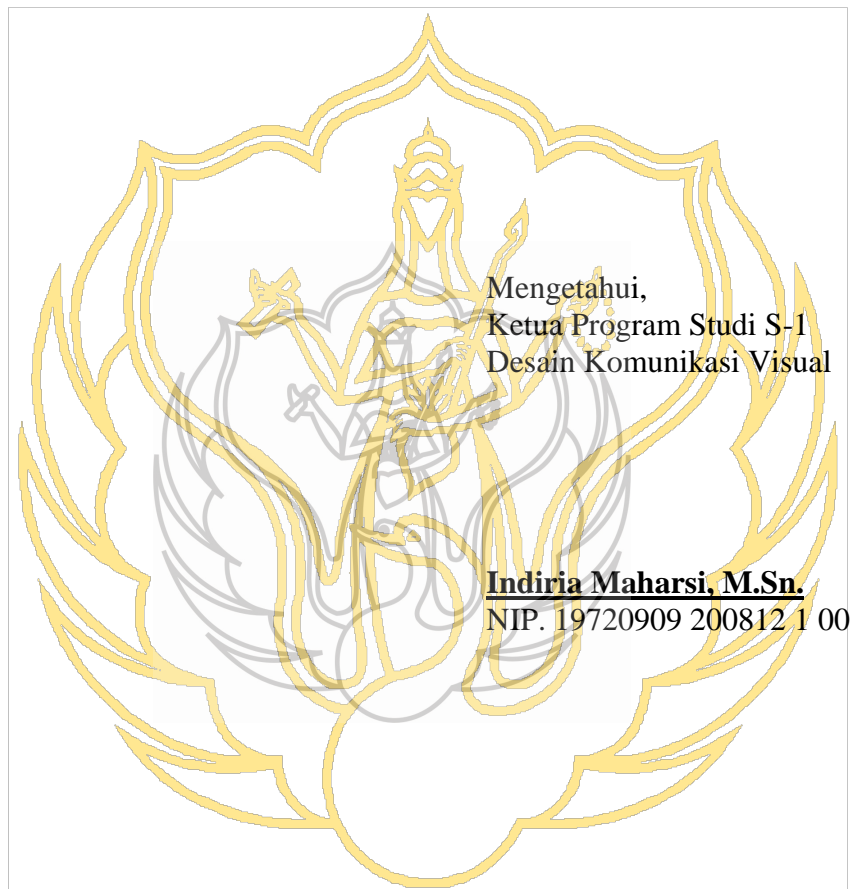 Mengetahui,
Ketua Program Studi S-1
Desain Komunikasi Visual
Indiria Maharsi, M.Sn.
NIP. 19720909 200812 1 00